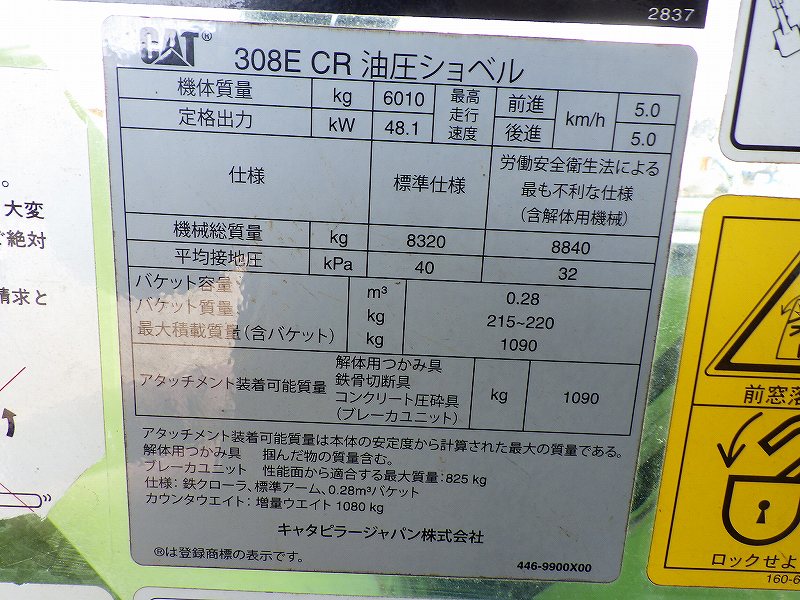 2837
CAT® 308E CR 油圧ショベル
機体質量 kg 6010 最高走行速度 前進 km/h 5.0
定格出力 kW 48.1 後進 5.0
仕様 標準仕様 労働安全衛生法による
最も不利な仕様
(含解体用機械)
機械総質量 kg 8320 8840
平均接地圧 kPa 40 32
バケット容量 m³ 0.28
バケット質量 kg 215~220
最大積載質量(含バケット) kg 1090
アタッチメント装着可能質量 解体用つかみ具
鉄骨切断具
コンクリート圧砕具
(ブレーカユニット)
kg 1090
アタッチメント装着可能質量は本体の安定度から計算された最大の質量である。
解体用つかみ具 掴んだ物の質量含む。
ブレーカユニット 性能面から適合する最大質量:825 kg
仕様:鉄クローラ、標準アーム、0.28m³バケット
カウンタウエイト:増量ウエイト 1080 kg
キャタピラージャパン株式会社
®は登録商標の表示です。
446-9900X00
。
大変
絶対
請求と
前窓落
ロックせよ
160-6